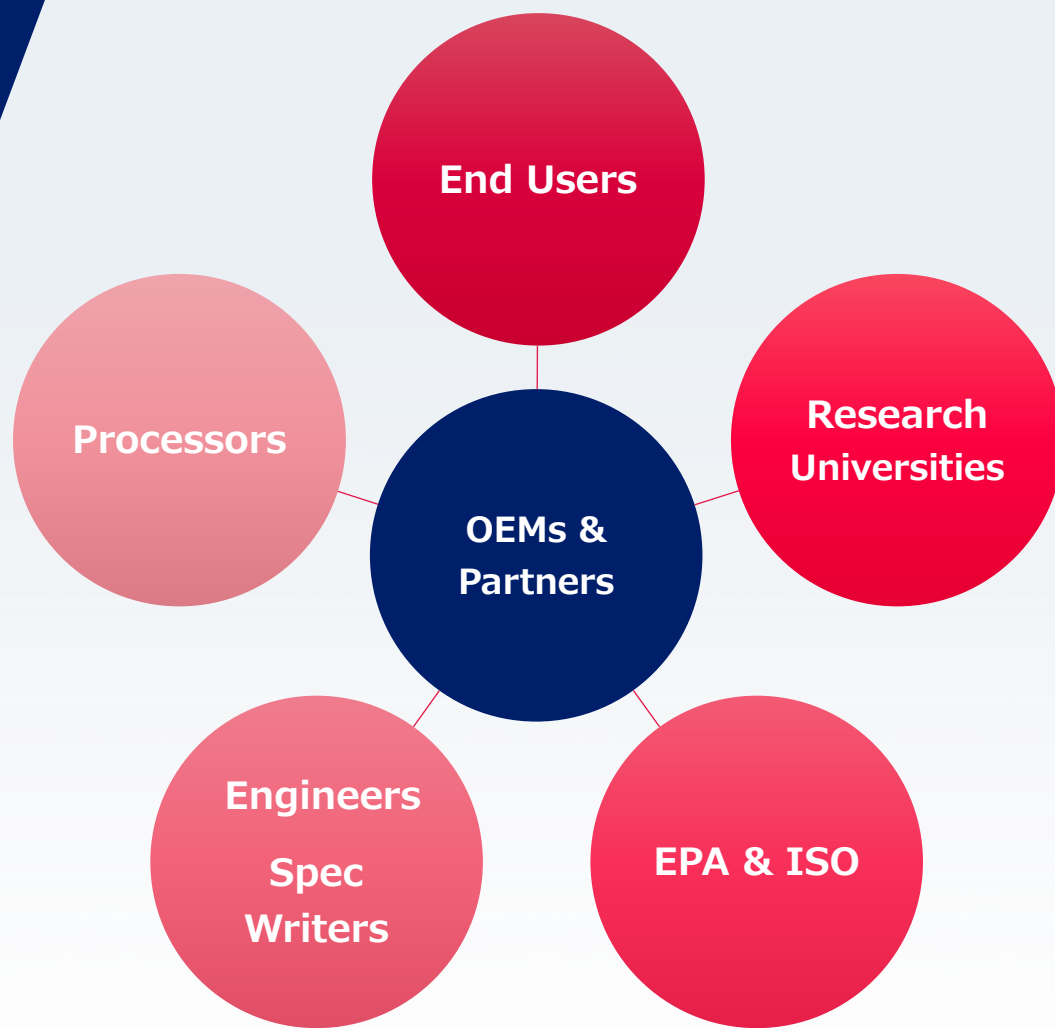 End Users
Research
Universities
Processors
OEMs &
Partners
Engineers
Spec
Writers
EPA & ISO